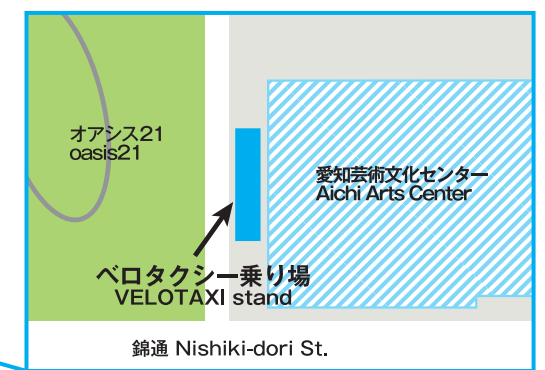 オアシス21
oasis21
愛知芸術文化センター
Aichi Arts Center
ベロタクシー乗り場
VELOTAXI stand
錦通 Nishiki-dori St.